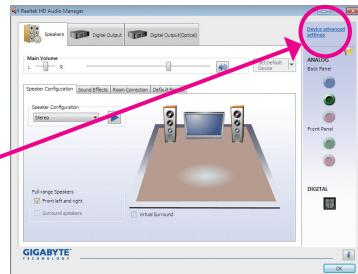 Realtek HD Audio Manager
Speakers
Digital Output
Digital Output(Optical)
Device advanced
settings
Main Volume
L
R
Set Default
Device
ANALOG
Back Panel
Speaker Configuration
Sound Effects
Room Correction
Default Format
Speaker Configuration
Stereo
Front Panel
Full-range Speakers
Front left and right
Surround speakers
Virtual Surround
DIGITAL
GIGABYTE
TECHNOLOGY
OK